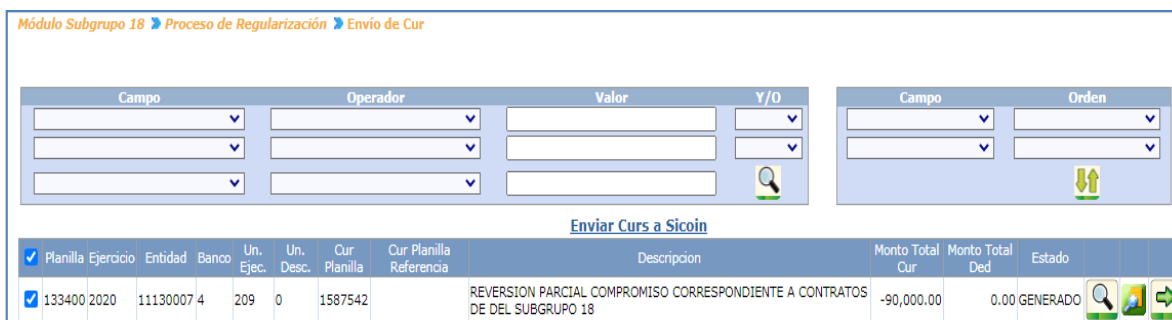 Módulo Subgrupo 18 Proceso de Regularización Envío de Cur
Campo Operador Valor Y/O Campo Orden
Enviar Curs a Sicoin
Planilla Ejercicio Entidad Banco Un. Ejec. Un. Desc. Cur Planilla Cur Planilla Referencia Descripcion Monto Total Cur Monto Total Ded Estado
133400 2020 11130007 4 209 0 1587542 REVERSION PARCIAL COMPROMISO CORRESPONDIENTE A CONTRATOS DE DEL SUBGRUPO 18 -90,000.00 0.00 GENERADO